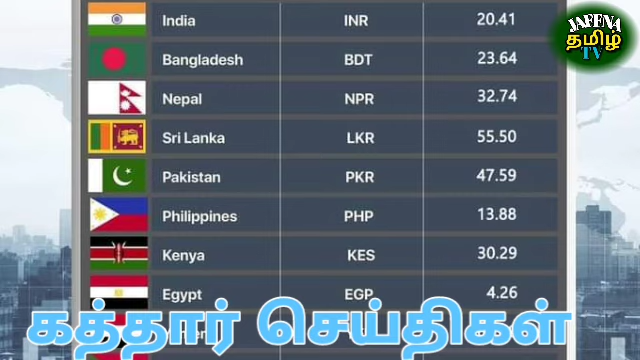 India INR 20.41
JAFFNA
தமிழ்
TV
Bangladesh BDT 23.64
Nepal NPR 32.74
Sri Lanka LKR 55.50
Pakistan PKR 47.59
Philippines PHP 13.88
Kenya KES 30.29
Egypt EGP 4.26
கத்தார் செய்திகள்